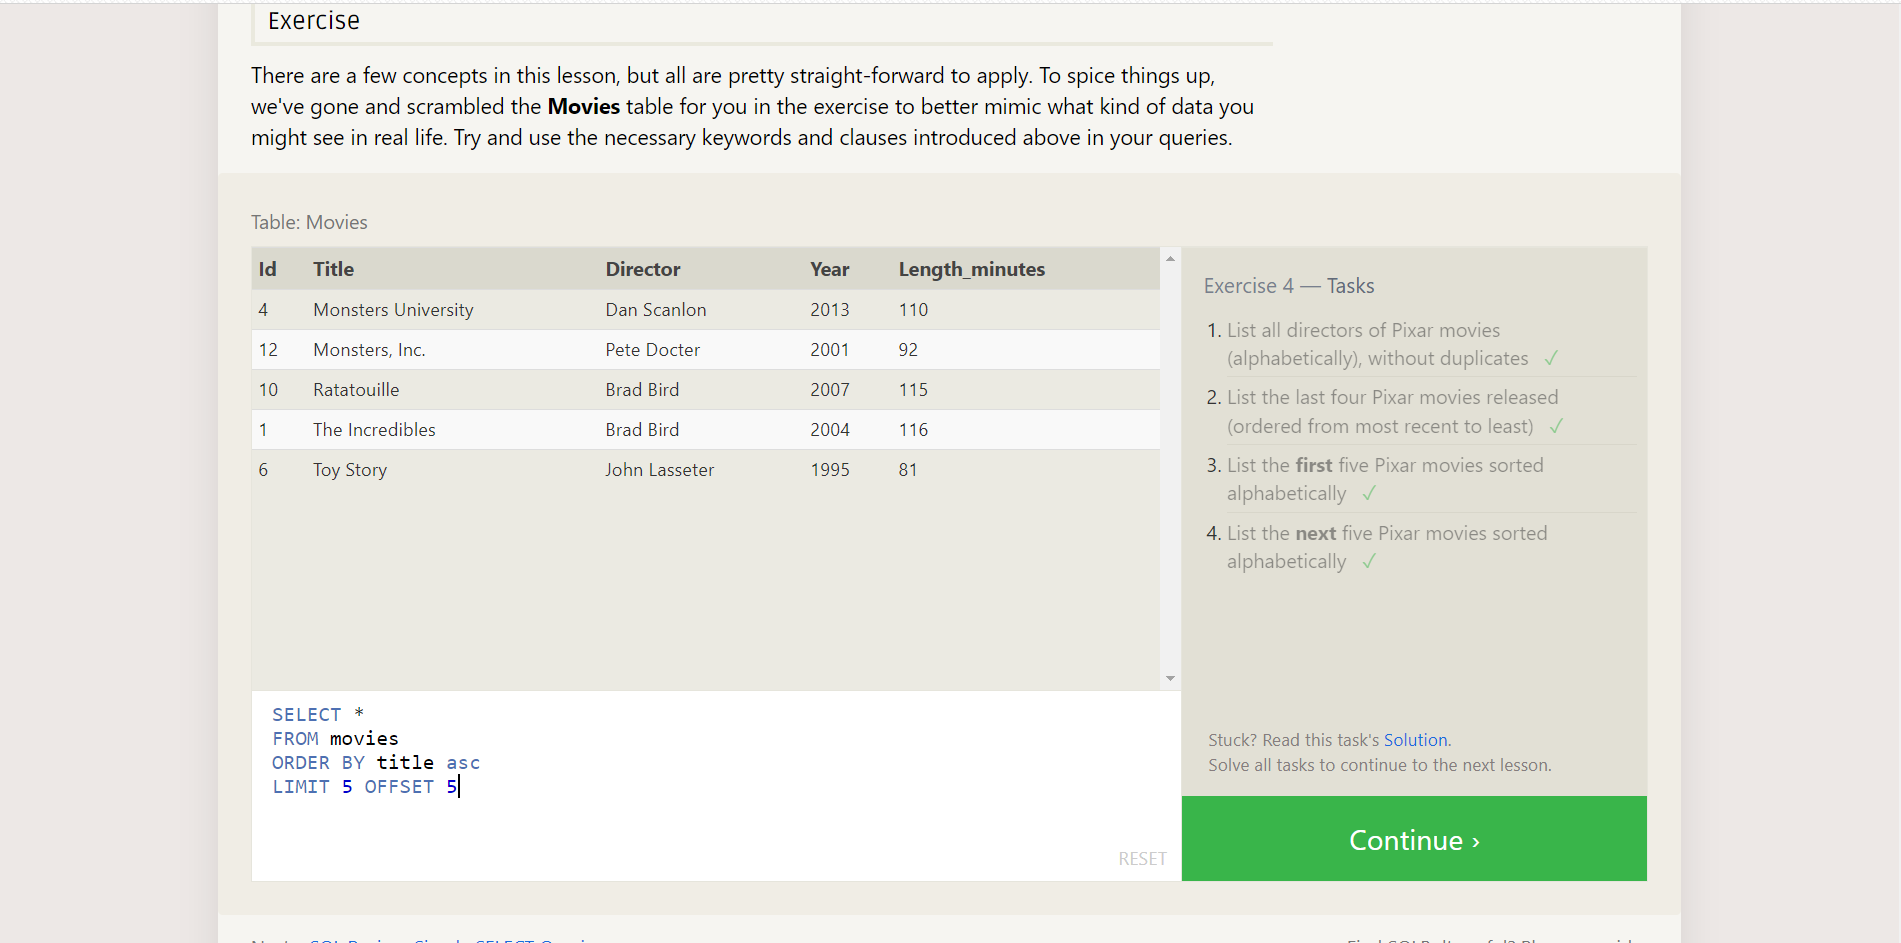 Exercise
There are a few concepts in this lesson, but all are pretty straight-forward to apply. To spice things up,
we've gone and scrambled the Movies table for you in the exercise to better mimic what kind of data you
might see in real life. Try and use the necessary keywords and clauses introduced above in your queries.
Table: Movies
Id Title Director Year Length_minutes
4 Monsters University Dan Scanlon 2013 110
12 Monsters, Inc. Pete Docter 2001 92
10 Ratatouille Brad Bird 2007 115
1 The Incredibles Brad Bird 2004 116
6 Toy Story John Lasseter 1995 81
SELECT *
FROM movies
ORDER BY title asc
LIMIT 5 OFFSET 5
RESET
Exercise 4 — Tasks
1. List all directors of Pixar movies
(alphabetically), without duplicates ✓
2. List the last four Pixar movies released
(ordered from most recent to least) ✓
3. List the first five Pixar movies sorted
alphabetically ✓
4. List the next five Pixar movies sorted
alphabetically ✓
Stuck? Read this task's Solution.
Solve all tasks to continue to the next lesson.
Continue ›